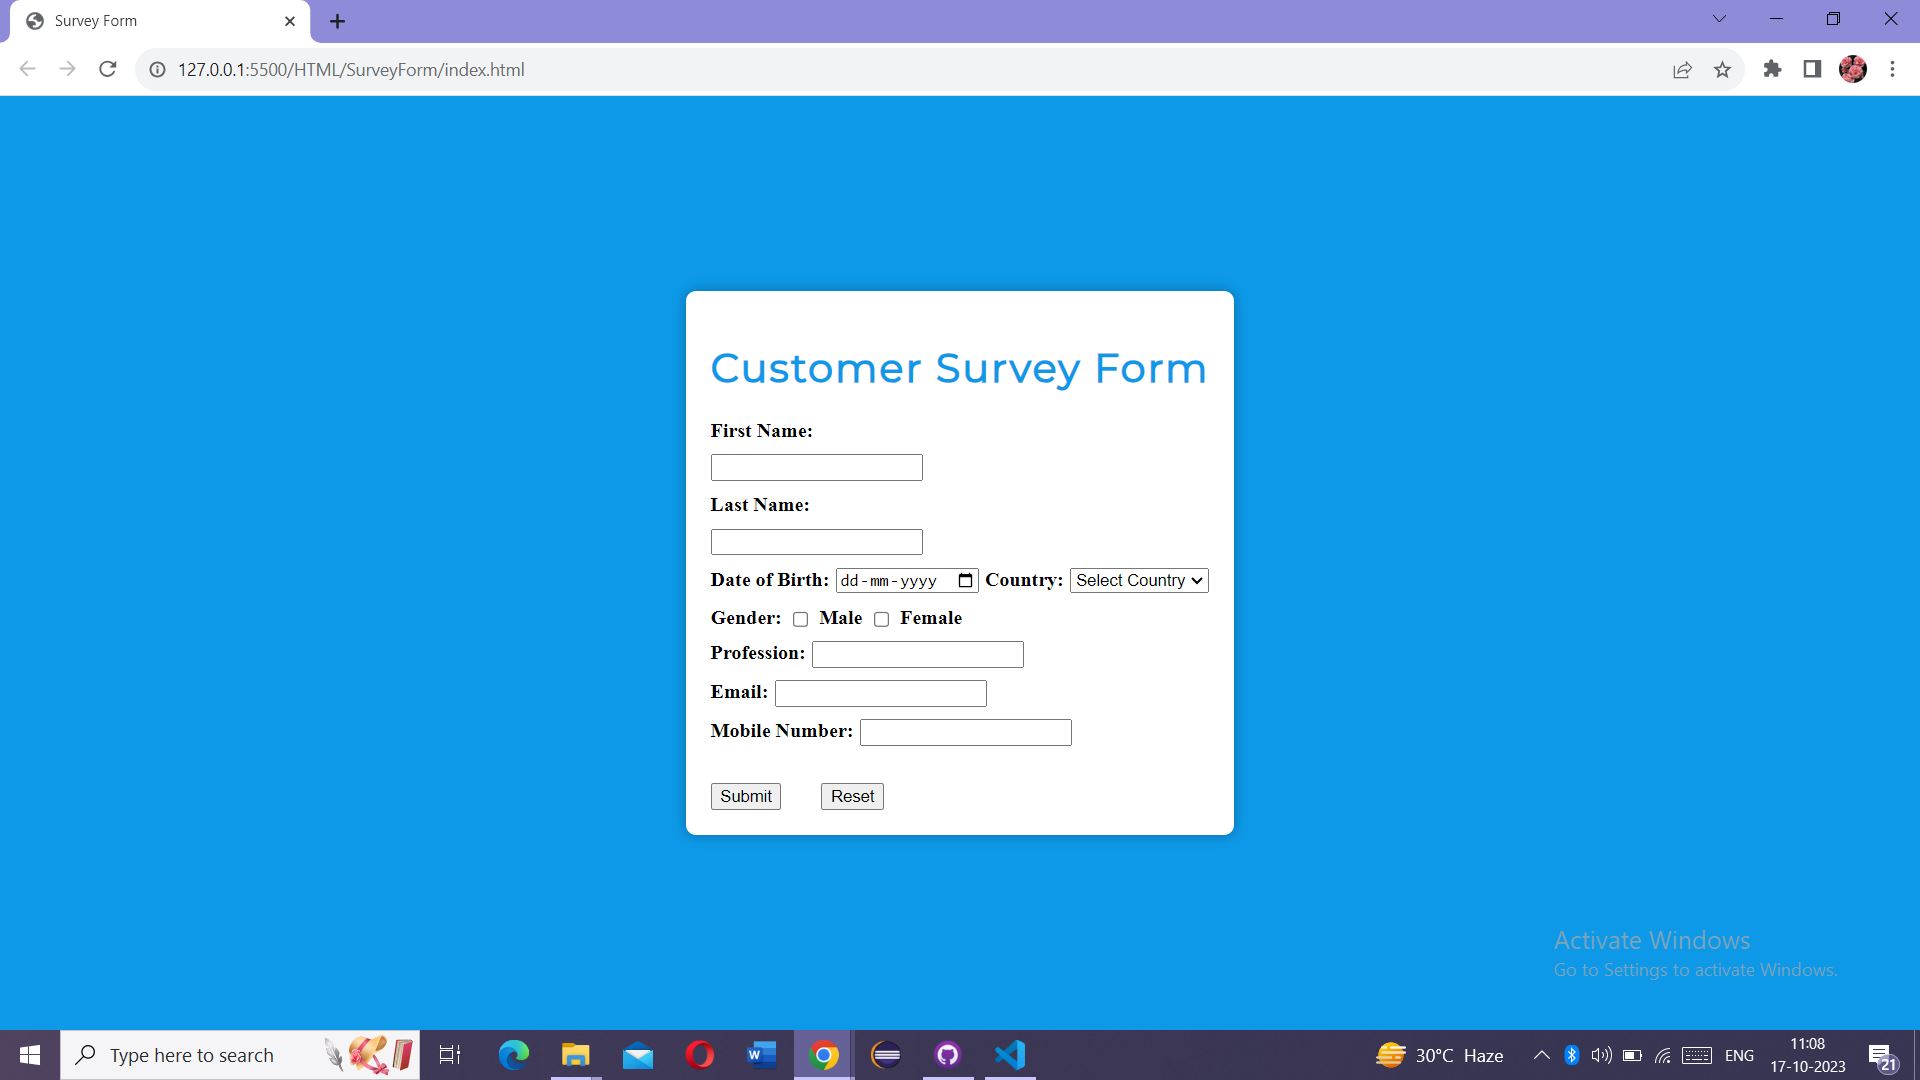 Survey Form
127.0.0.1:5500/HTML/SurveyForm/index.html
Customer Survey Form
First Name:
Last Name:
Date of Birth: dd-mm-yyyy Country: Select Country
Gender: Male Female
Profession:
Email:
Mobile Number:
Submit Reset
Activate Windows
Go to Settings to activate Windows.
Type here to search W 30°C Haze ENG 11:08
17-10-2023 21